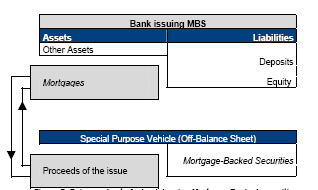 Bank issuing MBS
Assets Liabilities
Other Assets
Deposits
Mortgages
Equity
Special Purpose Vehicle (Off-Balance Sheet)
Mortgage-Backed Securities
Proceeds of the issue